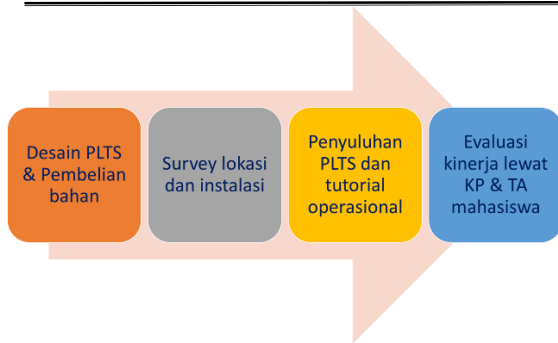 Desain PLTS
& Pembelian
bahan
Survey lokasi
dan instalasi
Penyuluhan
PLTS dan
tutorial
operasional
Evaluasi
kinerja lewat
KP & TA
mahasiswa